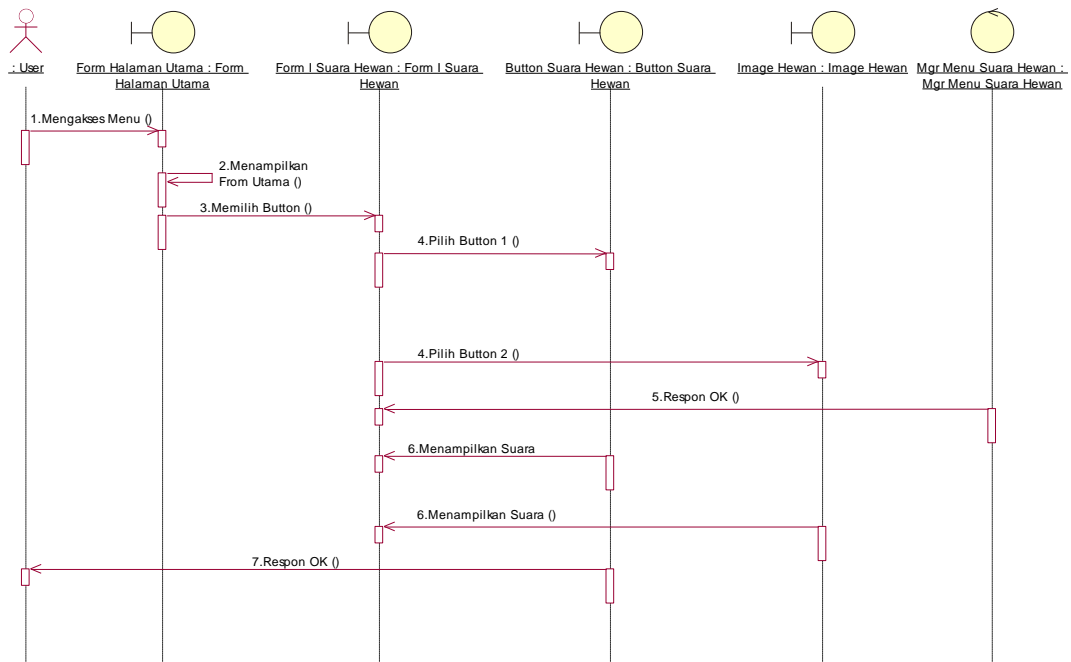 : User
Form Halaman Utama : Form
Halaman Utama
Form I Suara Hewan : Form I Suara
Hewan
Button Suara Hewan : Button Suara
Hewan
Image Hewan : Image Hewan
Mgr Menu Suara Hewan :
Mgr Menu Suara Hewan
1.Mengakses Menu ()
2.Menampilkan
From Utama ()
3.Memilih Button ()
4.Pilih Button 1 ()
4.Pilih Button 2 ()
5.Respon OK ()
6.Menampilkan Suara
6.Menampilkan Suara ()
7.Respon OK ()